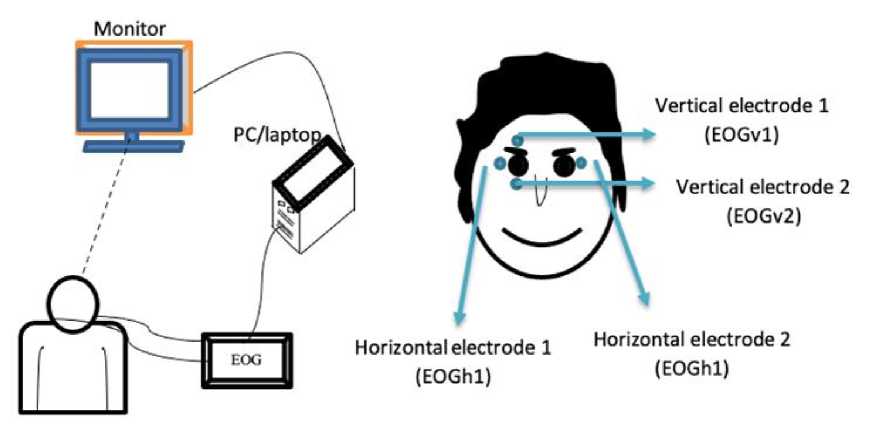 Monitor
PC/laptop
EOG
Vertical electrode 1
(EOGv1)
Vertical electrode 2
(EOGv2)
Horizontal electrode 1
(EOGh1)
Horizontal electrode 2
(EOGh1)